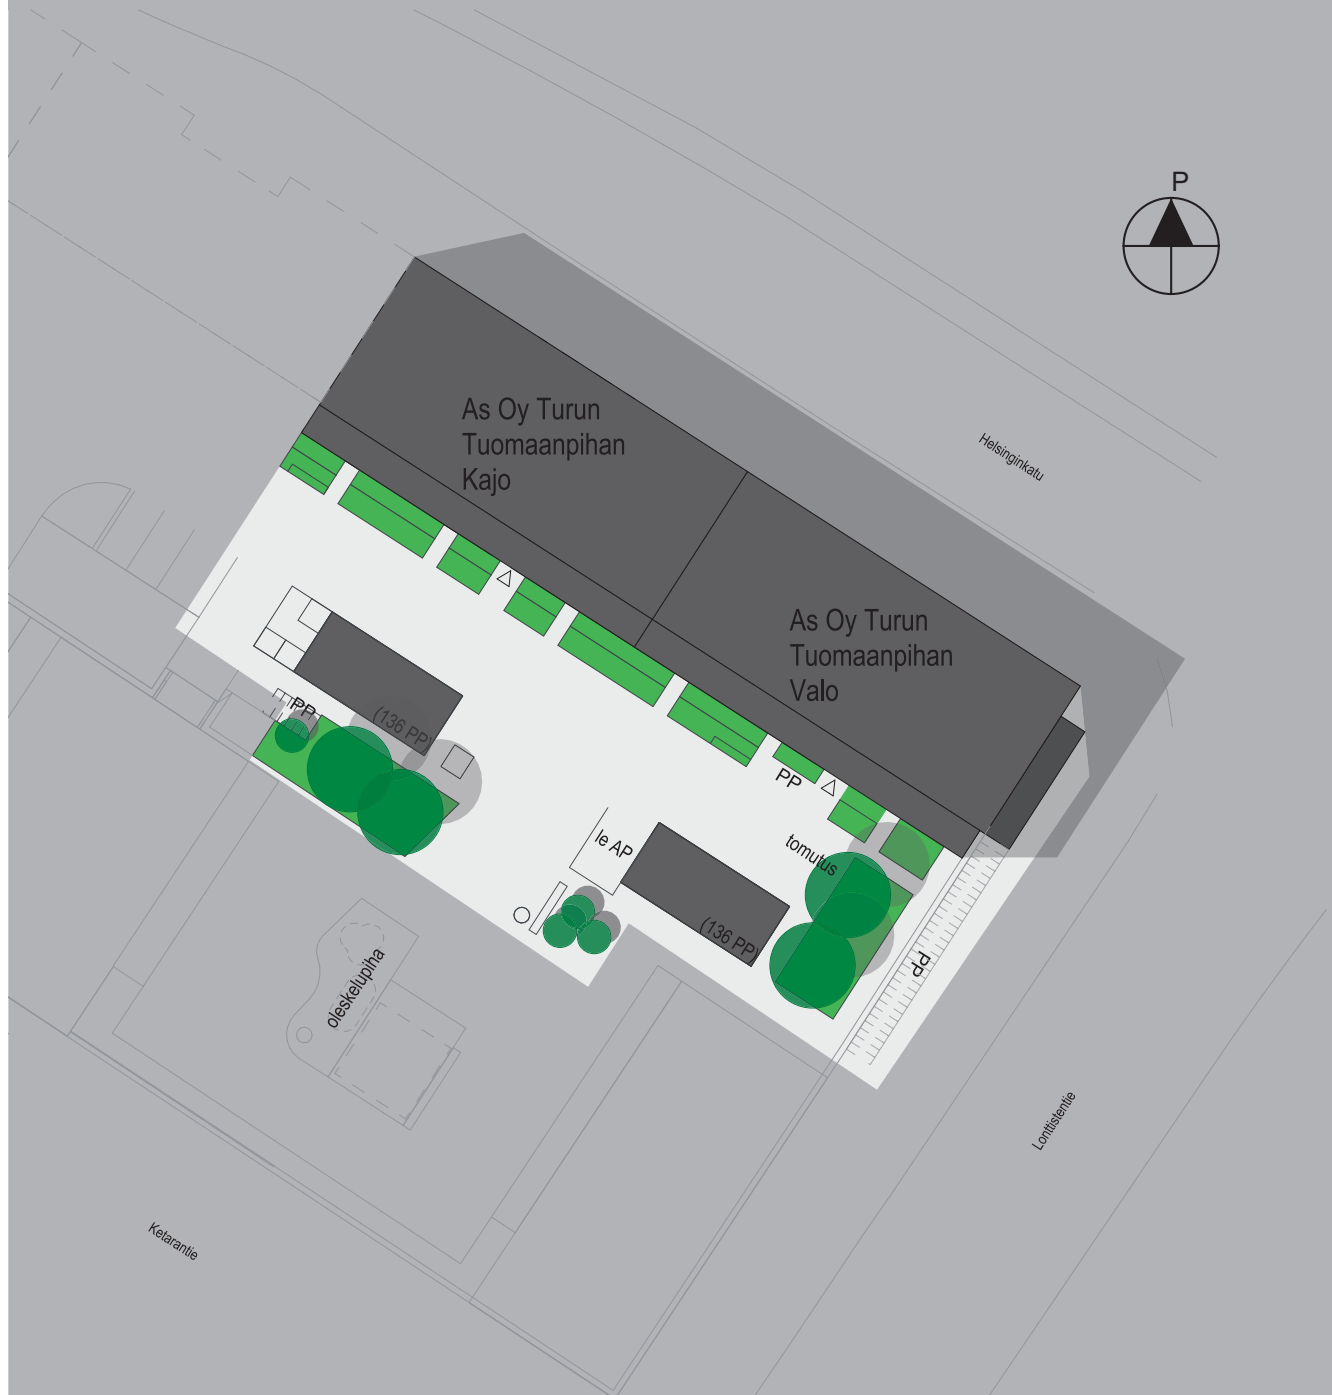 P
As Oy Turun
Tuomaanpihan
Kajo
Helsinginkatu
As Oy Turun
Tuomaanpihan
Valo
PP
(136 PP)
PP
le AP
tomutus
(136 PP)
PP
oleskelupiha
Lonttistentie
Ketarantie